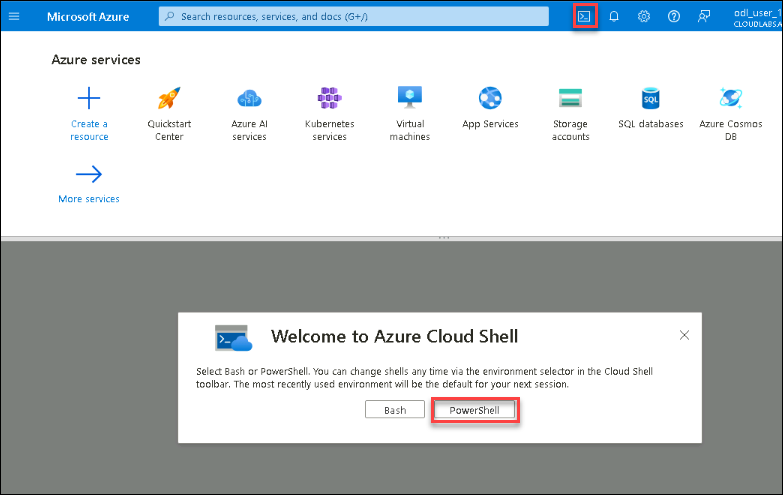 Microsoft Azure
Search resources, services, and docs (G+/)
odl_user_1
CLOUDLABS.A
Azure services
Create a
resource
Quickstart
Center
Azure AI
services
Kubernetes
services
Virtual
machines
App Services
Storage
accounts
SQL
SQL databases
Azure Cosmos
DB
More services
Welcome to Azure Cloud Shell
Select Bash or PowerShell. You can change shells any time via the environment selector in the Cloud Shell
toolbar. The most recently used environment will be the default for your next session.
Bash
PowerShell